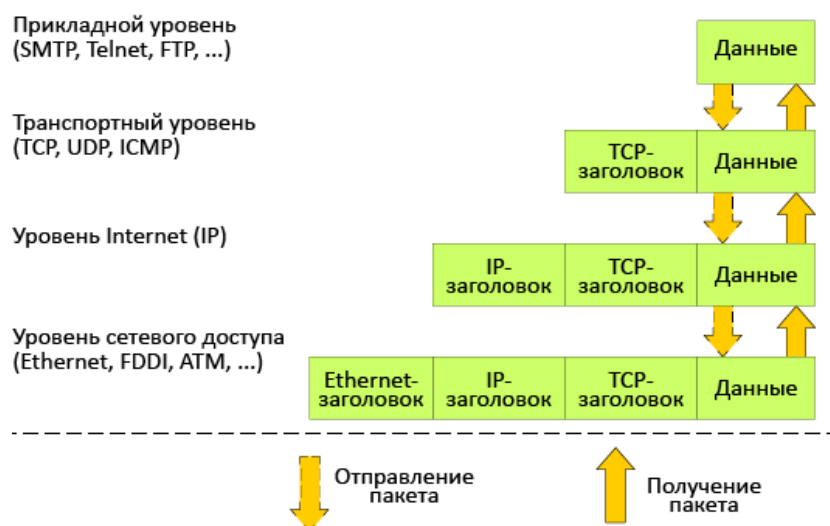 Прикладной уровень
(SMTP, Telnet, FTP, ...)
Данные
Транспортный уровень
(TCP, UDP, ICMP)
TCP-
заголовок
Данные
Уровень Internet (IP)
IP-
заголовок
TCP-
заголовок
Данные
Уровень сетевого доступа
(Ethernet, FDDI, ATM, ...)
Ethernet-
заголовок
IP-
заголовок
TCP-
заголовок
Данные
Отправление
пакета
Получение
пакета